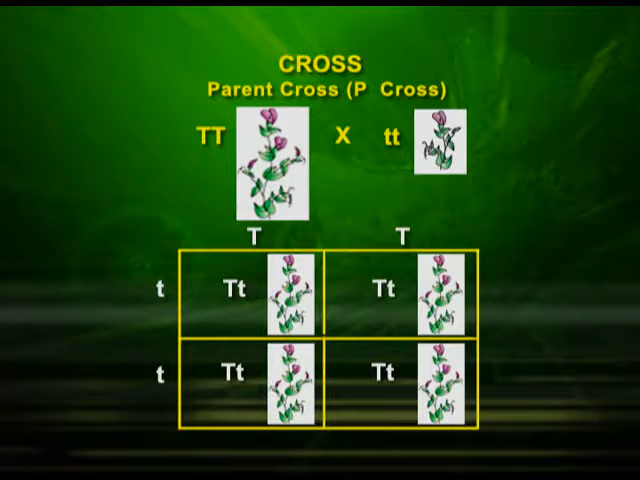 CROSS
Parent Cross (P Cross)
TT X tt
T T
t Tt Tt
t Tt Tt